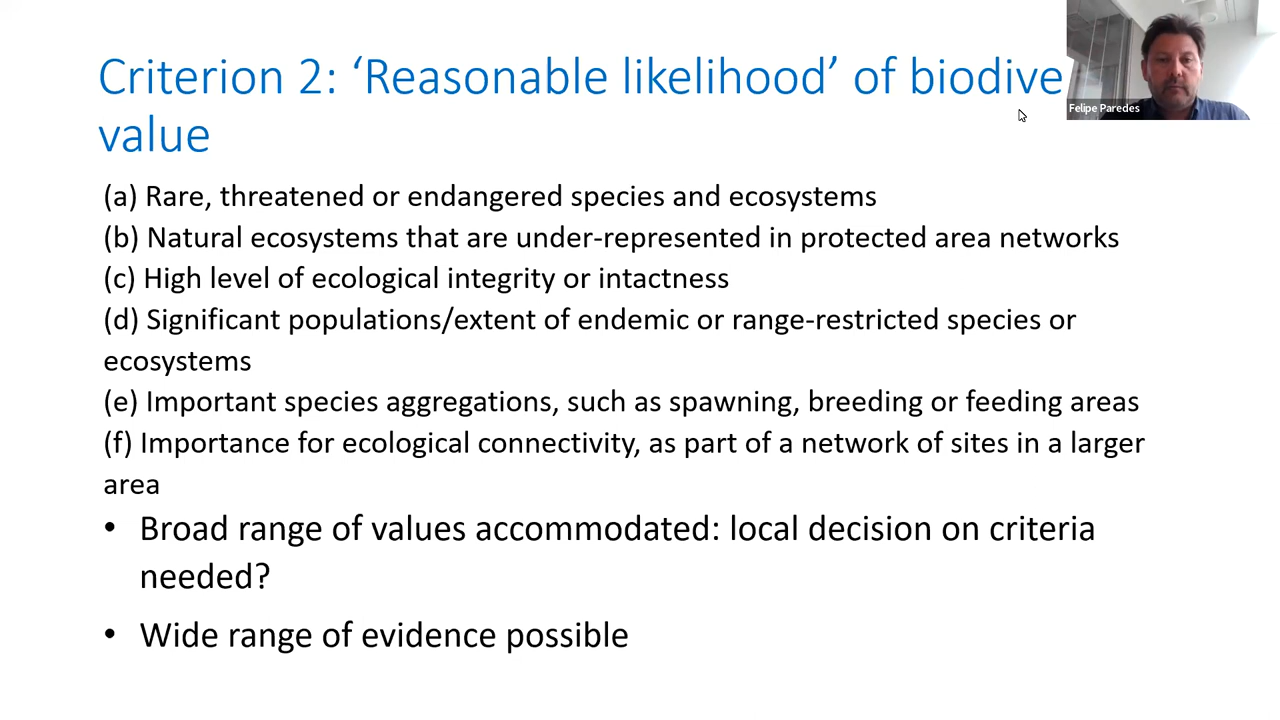 Criterion 2: ‘Reasonable likelihood’ of biodive
value
Felipe Paredes
(a) Rare, threatened or endangered species and ecosystems
(b) Natural ecosystems that are under-represented in protected area networks
(c) High level of ecological integrity or intactness
(d) Significant populations/extent of endemic or range-restricted species or
ecosystems
(e) Important species aggregations, such as spawning, breeding or feeding areas
(f) Importance for ecological connectivity, as part of a network of sites in a larger
area
• Broad range of values accommodated: local decision on criteria
needed?
• Wide range of evidence possible